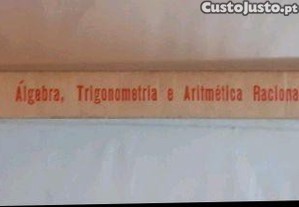 CustoJusto.pt
Álgebra, Trigonometria e Aritmética Raciona